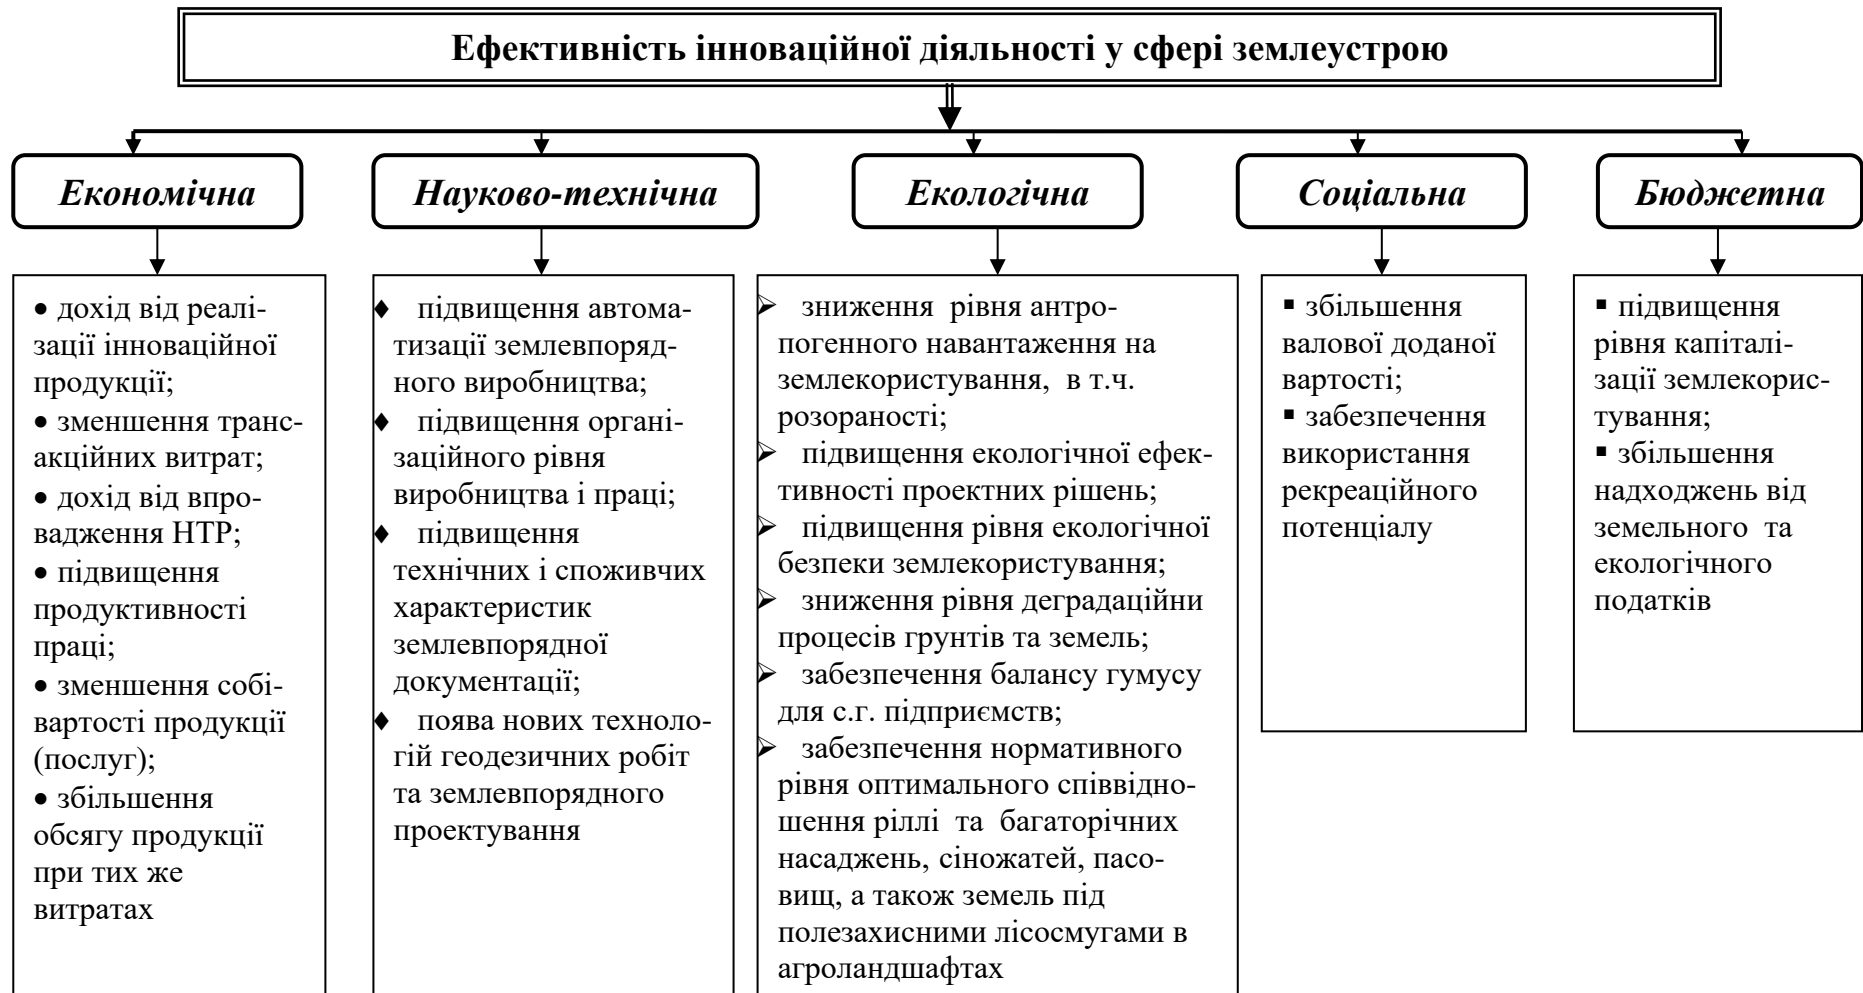 Ефективність інноваційної діяльності у сфері землеустрою
Економічна
Науково-технічна
Екологічна
Соціальна
Бюджетна
• дохід від реалі-
зації інноваційної
продукції;
• зменшення транс-
акційних витрат;
• дохід від впро-
вадження НТР;
• підвищення
продуктивності
праці;
• зменшення собі-
вартості продукції
(послуг);
• збільшення
обсягу продукції
при тих же
витратах
♦ підвищення автома-
тизації землевпоряд-
ного виробництва;
♦ підвищення органі-
заційного рівня
виробництва і праці;
♦ підвищення
технічних і споживчих
характеристик
землевпорядної
документації;
♦ поява нових техноло-
гій геодезичних робіт
та землевпорядного
проектування
➢ зниження рівня антро-
погенного навантаження на
землекористування, в т.ч.
розораності;
➢ підвищення екологічної ефек-
тивності проектних рішень;
➢ підвищення рівня екологічної
безпеки землекористування;
➢ зниження рівня деградаційни
процесів грунтів та земель;
➢ забезпечення балансу гумусу
для с.г. підприємств;
➢ забезпечення нормативного
рівня оптимального співвідно-
шення ріллі та багаторічних
насаджень, сіножатей, пасо-
вищ, а також земель під
полезахисними лісосмугами в
агроландшафтах
▪ збільшення
валової доданої
вартості;
▪ забезпечення
використання
рекреаційного
потенціалу
▪ підвищення
рівня капіталі-
зації землекорис-
тування;
▪ збільшення
надходжень від
земельного та
екологічного
податків